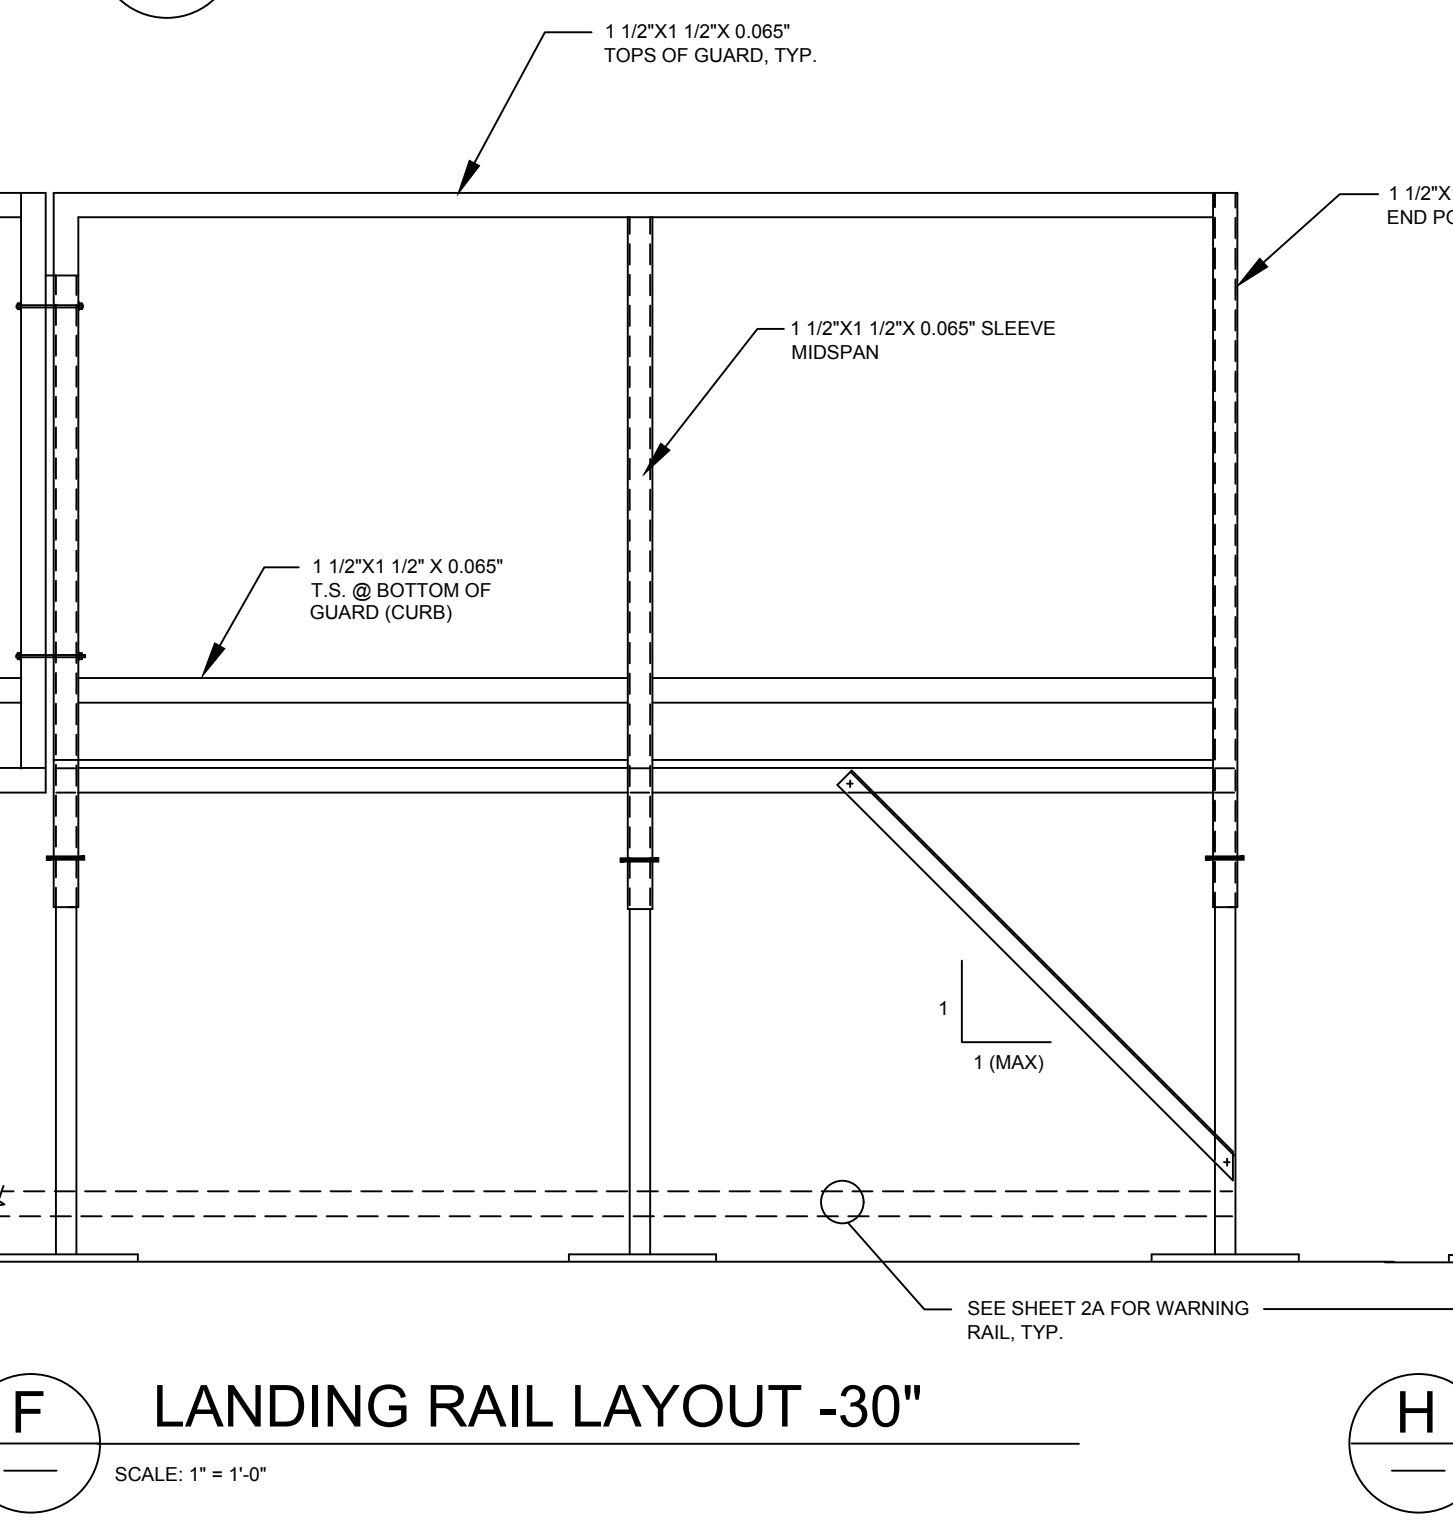 1 1/2"X1 1/2"X 0.065"
TOPS OF GUARD, TYP.
1 1/2"X
END
1 1/2"X1 1/2"X 0.065" SLEEVE
MIDSPAN
1 1/2"X1 1/2" X 0.065"
T.S. @ BOTTOM OF
GUARD (CURB)
1
1 (MAX)
SEE SHEET 2A FOR WARNING
RAIL, TYP.
F
LANDING RAIL LAYOUT -30"
SCALE: 1" = 1'-0"
H